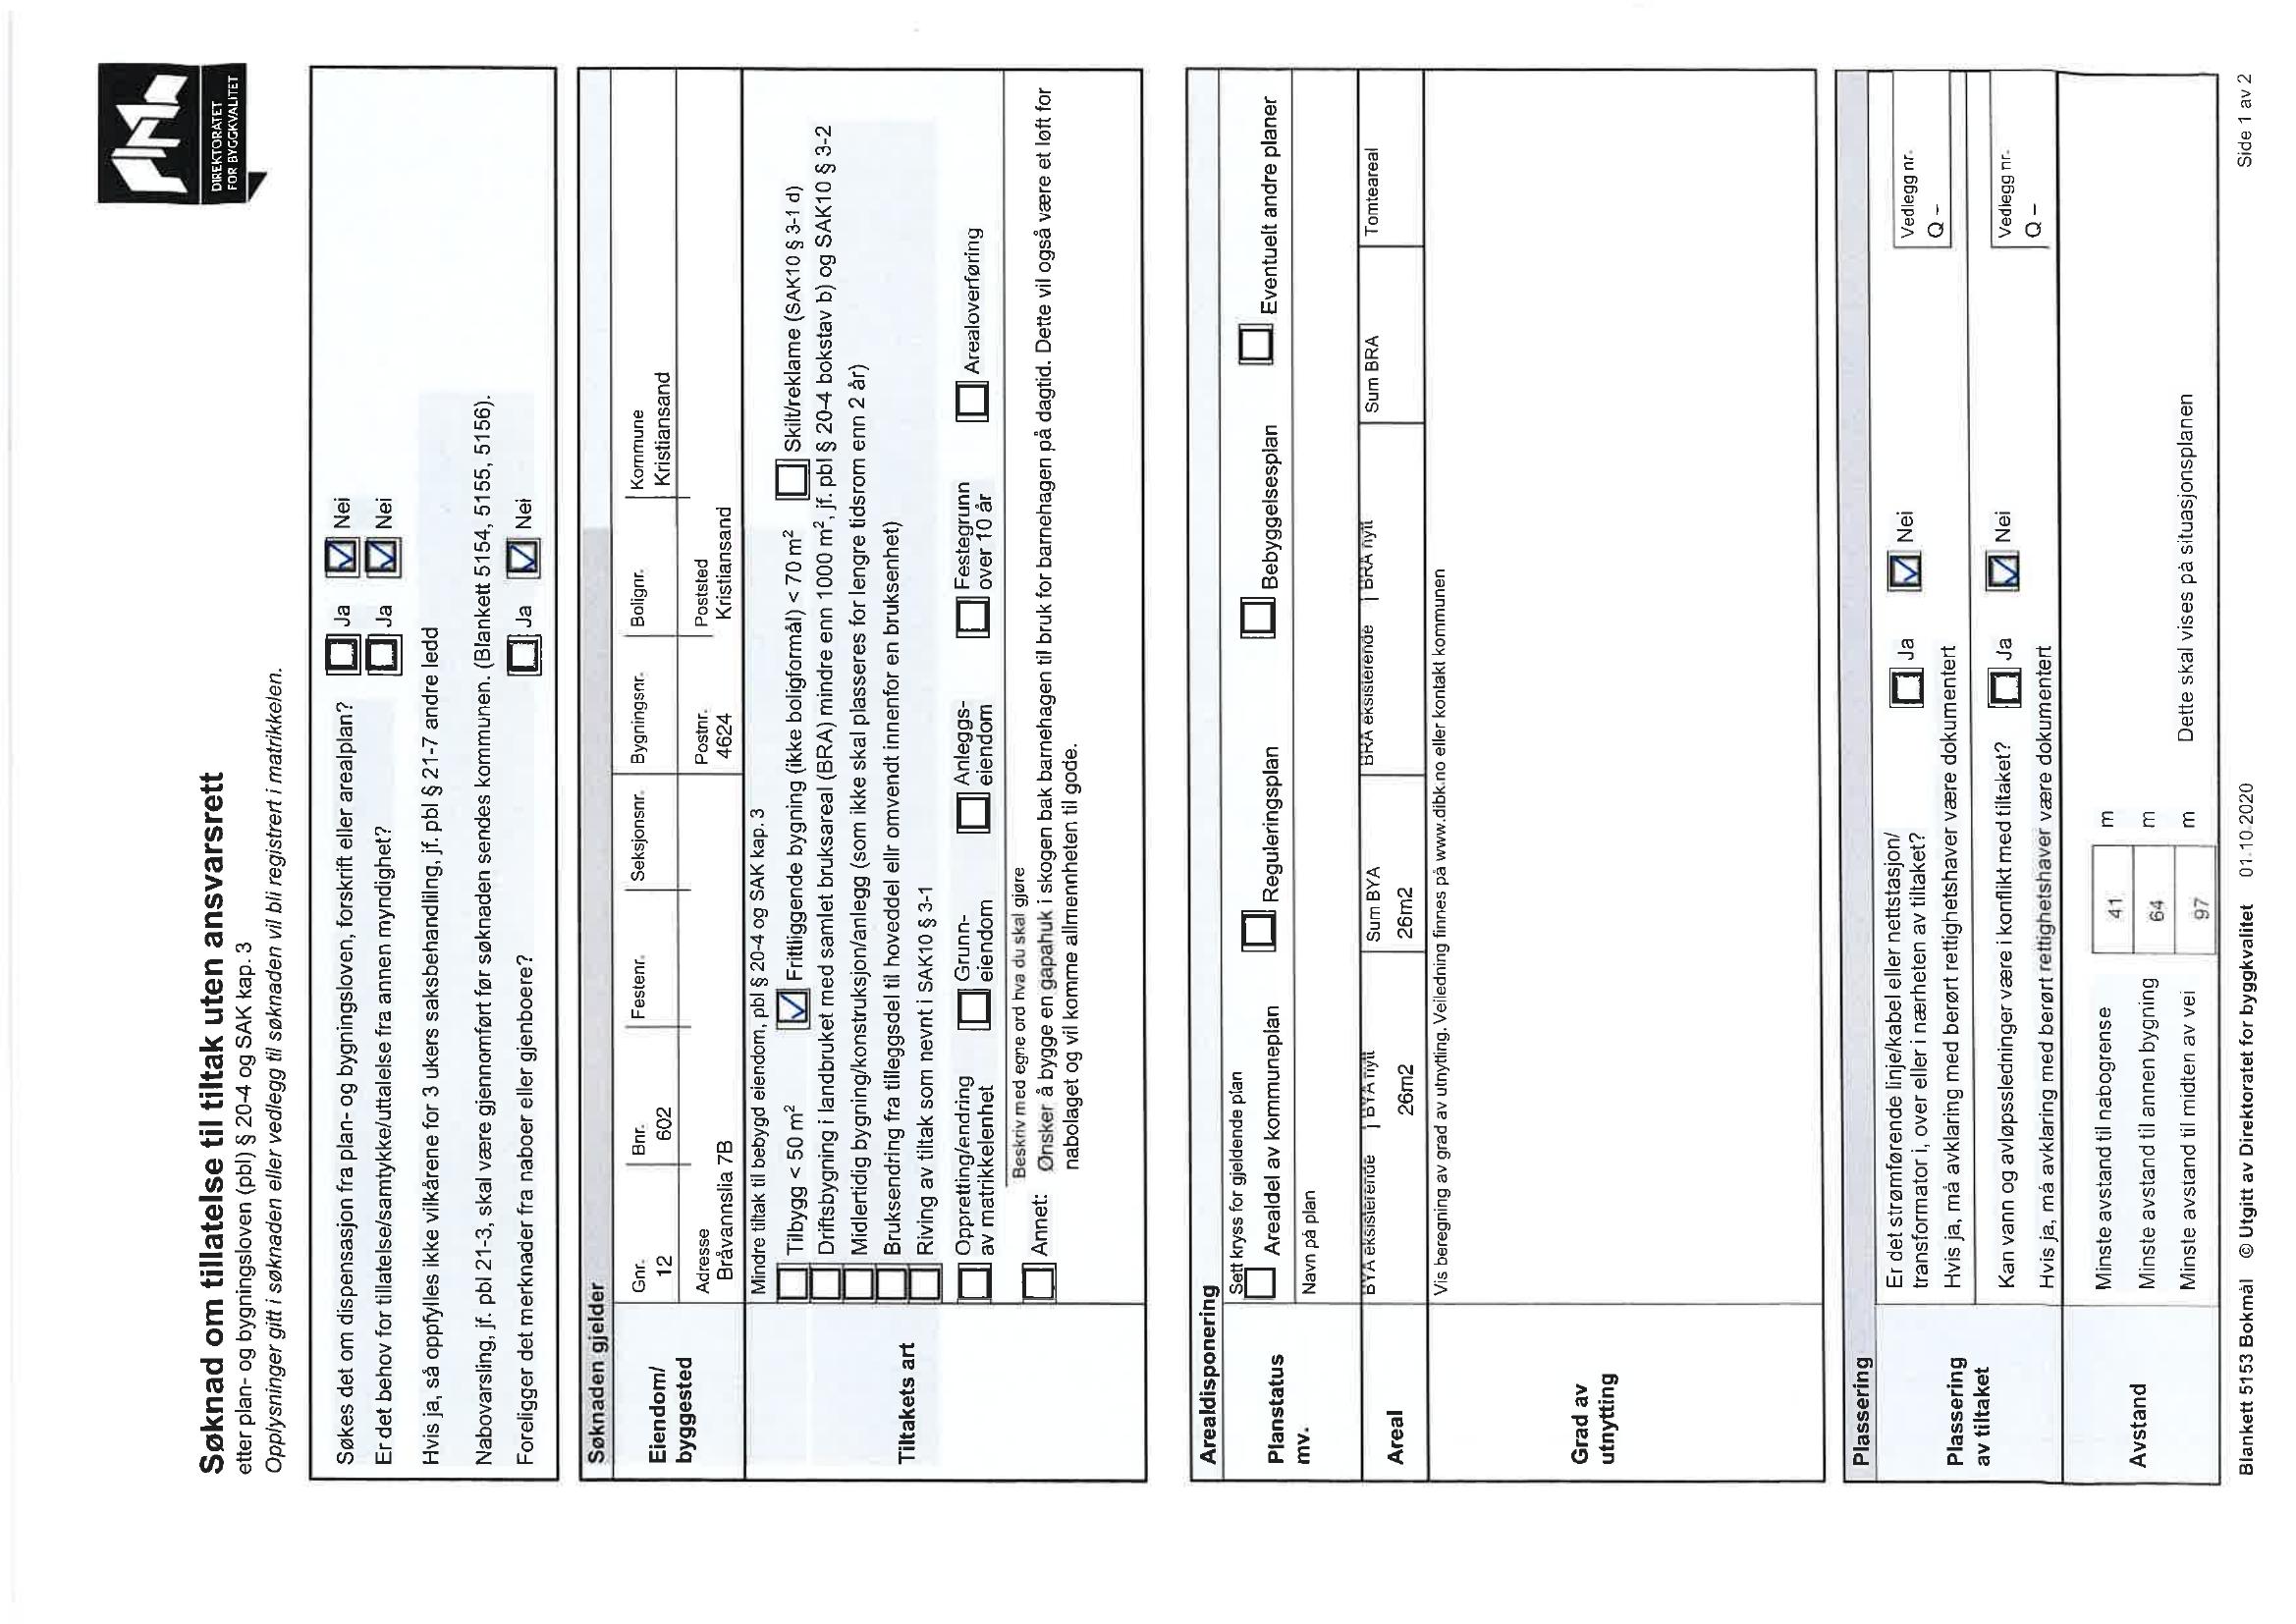 DIREKTORATET
FOR BYGGKVALITET
Søknad om tillatelse til tiltak uten ansvarsrett
etter plan- og bygningsloven (pbl) § 20-4 og SAK kap. 3
Opplysninger gitt i søknaden eller vedlegg til søknaden vil bli registrert i matrikkelen.
Søkes det om dispensasjon fra plan- og bygningsloven, forskrift eller arealplan? Ja Nei
Er det behov for tillatelse/samtykke/uttalelse fra annen myndighet? Ja Nei
Hvis ja, så oppfylles ikke vilkårene for 3 ukers saksbehandling, jf. pbl § 21-7 andre ledd
Nabovarsling, jf. pbl 21-3, skal være gjennomført før søknaden sendes kommunen. (Blankett 5154, 5155, 5156).
Foreligger det merknader fra naboer eller gjenboere? Ja Nei
Søknaden gjelder
Eiendom/
byggested
Gnr. Bnr. Festenr. Seksjonsnr. Bygningsnr. Bolignr. Kommune
12 602 Kristiansand
Adresse Postnr. Poststed
Bråvannslia 7B 4624 Kristiansand
Tiltakets art
Mindre tiltak til bebygd eiendom, pbl § 20-4 og SAK kap. 3
Tilbygg < 50 m² Frittliggende bygning (ikke boligformål) < 70 m² Skilt/reklame (SAK10 § 3-1 d)
Driftsbygning i landbruket med samlet bruksareal (BRA) mindre enn 1000 m², jf. pbl § 20-4 bokstav b) og SAK10 § 3-2
Midlertidig bygning/konstruksjon/anlegg (som ikke skal plasseres for lengre tidsrom enn 2 år)
Bruksendring fra tilleggsdel til hoveddel ellr omvendt innenfor en bruksenhet)
Riving av tiltak som nevnt i SAK10 § 3-1
Oppretting/endring
av matrikkelenhet
Grunn-
eiendom
Anleggs-
eiendom
Festegrunn
over 10 år
Arealoverføring
Beskriv med egne ord hva du skal gjøre
Annet: Ønsker å bygge en gapahuk i skogen bak barnehagen til bruk for barnehagen på dagtid. Dette vil også være et løft for
nabolaget og vil komme allmennheten til gode.
Arealdisponering
Planstatus
mv.
Sett kryss for gjeldende plan
Arealdel av kommuneplan Reguleringsplan Bebyggelsesplan Eventuelt andre planer
Navn på plan
Areal
BYA eksisterende BYA nytt Sum BYA BRA eksisterende BRA nytt Sum BRA Tomteareal
26m2 26m2
Grad av
utnytting
Vis beregning av grad av utnytting. Veiledning finnes på www.dibk.no eller kontakt kommunen
Plassering
Plassering
av tiltaket
Er det strømførende linje/kabel eller nettstasjon/
transformator i, over eller i nærheten av tiltaket? Ja Nei
Vedlegg nr.
Q –
Hvis ja, må avklaring med berørt rettighetshaver være dokumentert
Kan vann og avløpsledninger være i konflikt med tiltaket? Ja Nei
Vedlegg nr.
Q –
Hvis ja, må avklaring med berørt rettighetshaver være dokumentert
Avstand
Minste avstand til nabogrense 41 m
Minste avstand til annen bygning 64 m
Minste avstand til midten av vei 97 m Dette skal vises på situasjonsplanen
Blankett 5153 Bokmål © Utgitt av Direktoratet for byggkvalitet 01.10.2020 Side 1 av 2